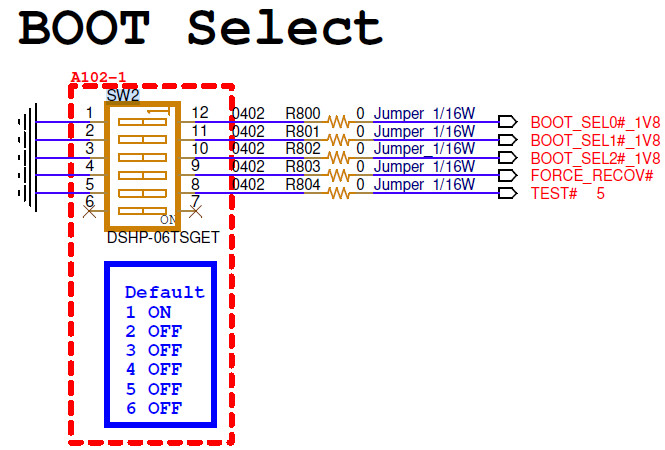 BOOT Select
A102-1
SW2
1 12 0402 R800 0 Jumper 1/16W BOOT_SEL0#_1V8
2 11 0402 R801 0 Jumper 1/16W BOOT_SEL1#_1V8
3 10 0402 R802 0 Jumper_1/16W BOOT_SEL2#_1V8
4 9 0402 R803 0 Jumper 1/16W FORCE_RECOV#
5 8 0402 R804 0 Jumper 1/16W TEST# 5
6 7
ON
DSHP-06TSGET
Default
1 ON
2 OFF
3 OFF
4 OFF
5 OFF
6 OFF